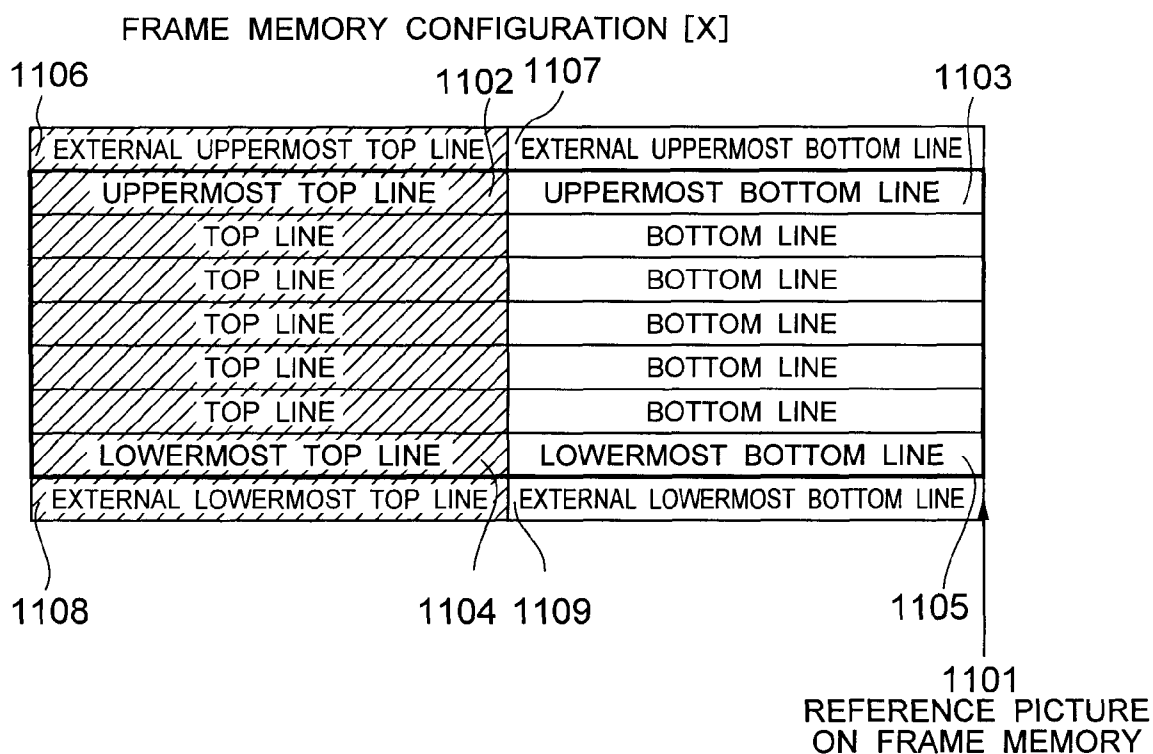 FRAME MEMORY CONFIGURATION [X]
1106 1102 1107 1103
EXTERNAL UPPERMOST TOP LINE EXTERNAL UPPERMOST BOTTOM LINE
UPPERMOST TOP LINE UPPERMOST BOTTOM LINE
TOP LINE BOTTOM LINE
TOP LINE BOTTOM LINE
TOP LINE BOTTOM LINE
TOP LINE BOTTOM LINE
TOP LINE BOTTOM LINE
LOWERMOST TOP LINE LOWERMOST BOTTOM LINE
EXTERNAL LOWERMOST TOP LINE EXTERNAL LOWERMOST BOTTOM LINE
1108 1104 1109 1105
1101
REFERENCE PICTURE
ON FRAME MEMORY